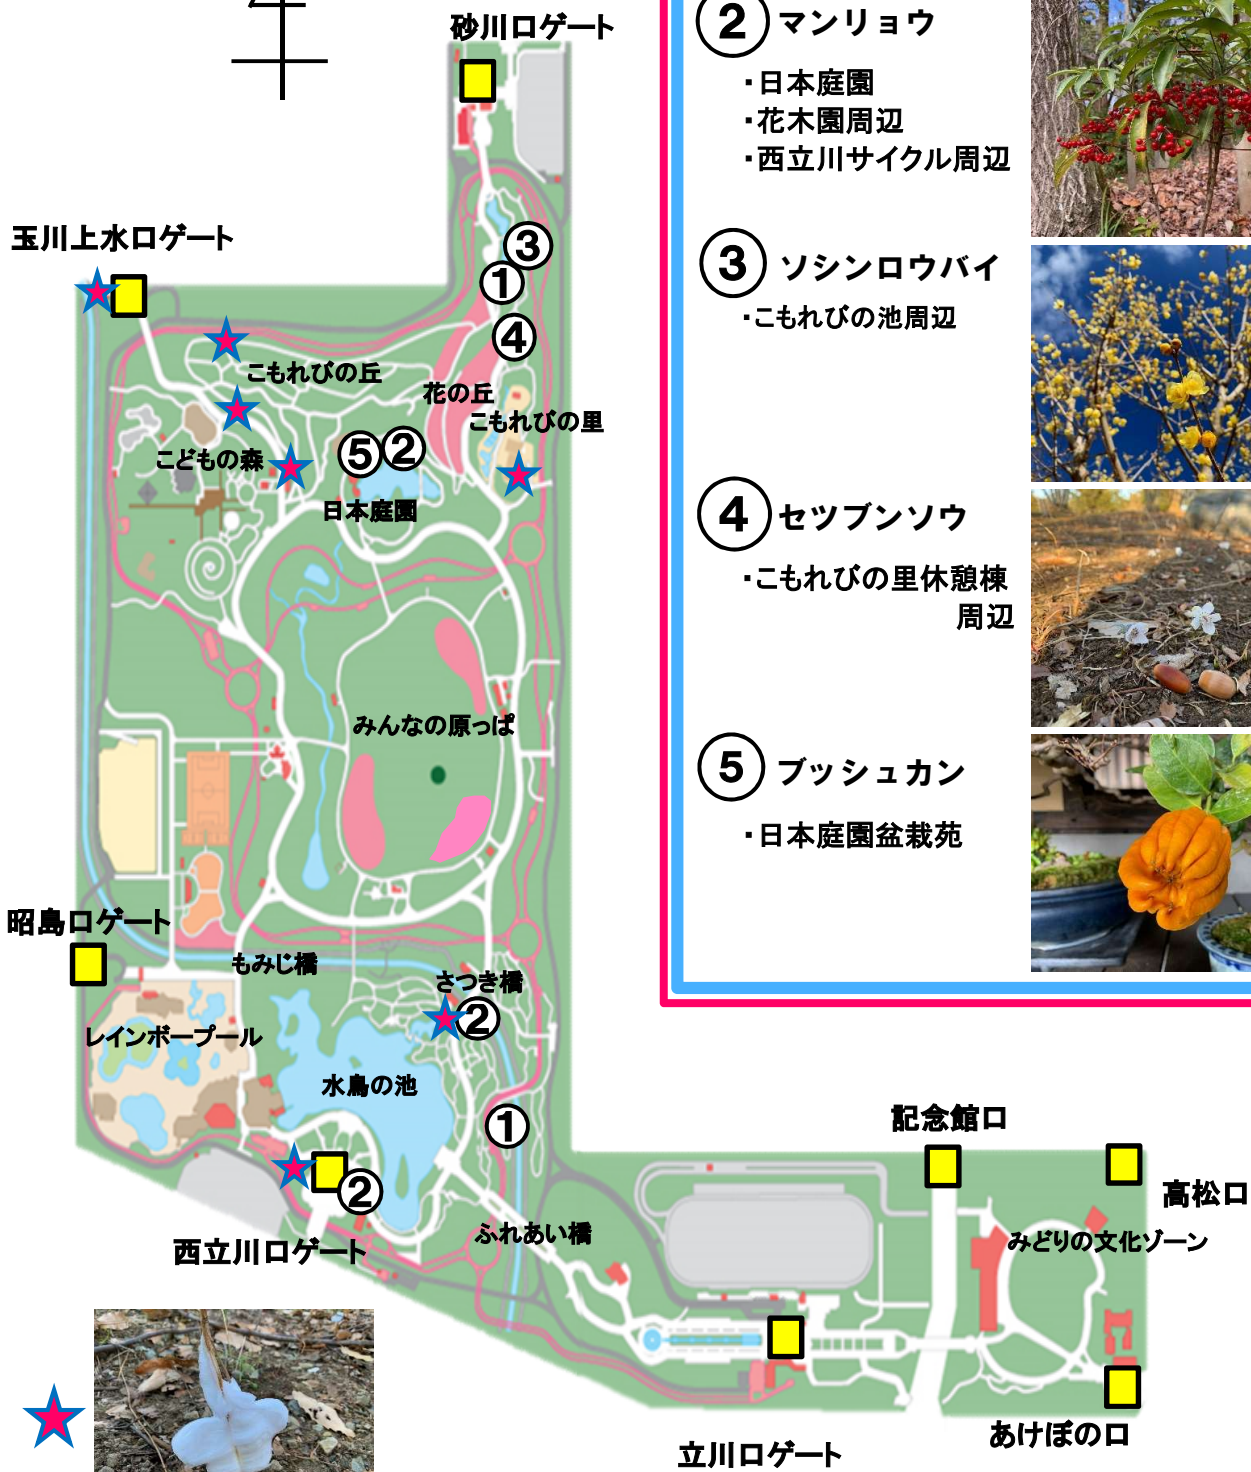 砂川口ゲート
② マンリョウ
・日本庭園
・花木園周辺
・西立川サイクル周辺
玉川上水口ゲート
③
①
④
③ ソシンロウバイ
・こもれびの池周辺
こもれびの丘
花の丘
こもれびの里
こどもの森
⑤②
日本庭園
④ セツブンソウ
・こもれびの里休憩棟
周辺
みんなの原っぱ
⑤ ブッシュカン
・日本庭園盆栽苑
昭島口ゲート
もみじ橋
さつき橋
②
レインボープール
水鳥の池
①
②
西立川口ゲート
ふれあい橋
記念館口
高松口
みどりの文化ゾーン
あけぼの口
立川口ゲート